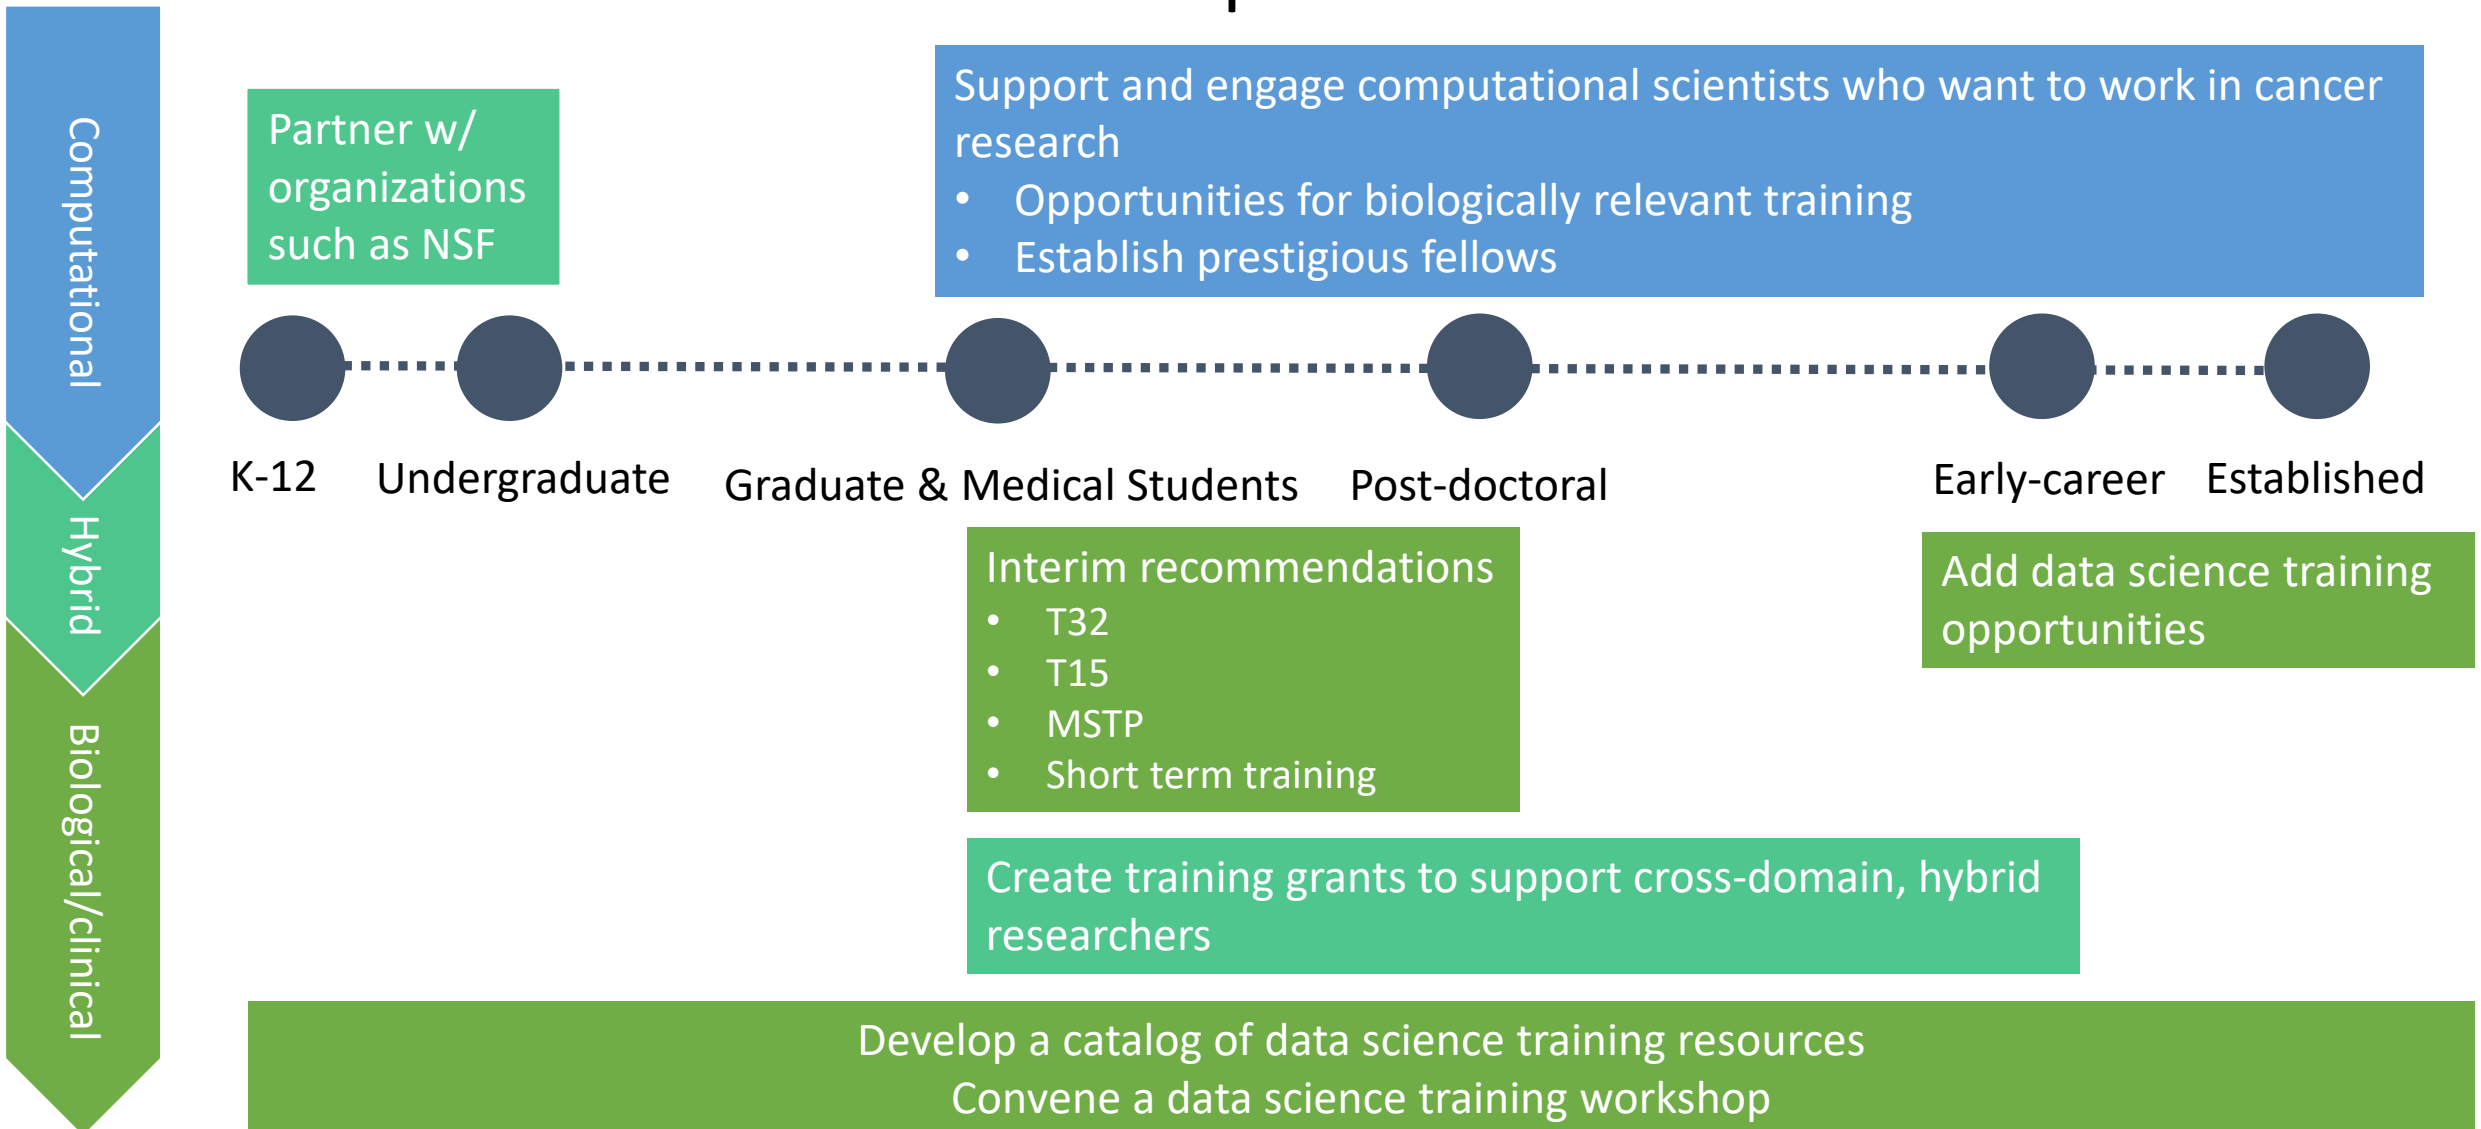 Computational
Hybrid
Biological/clinical
Partner w/
organizations
such as NSF
Support and engage computational scientists who want to work in cancer
research
• Opportunities for biologically relevant training
• Establish prestigious fellows
K-12
Undergraduate
Graduate & Medical Students
Post-doctoral
Early-career
Established
Interim recommendations
• T32
• T15
• MSTP
• Short term training
Add data science training
opportunities
Create training grants to support cross-domain, hybrid
researchers
Develop a catalog of data science training resources
Convene a data science training workshop